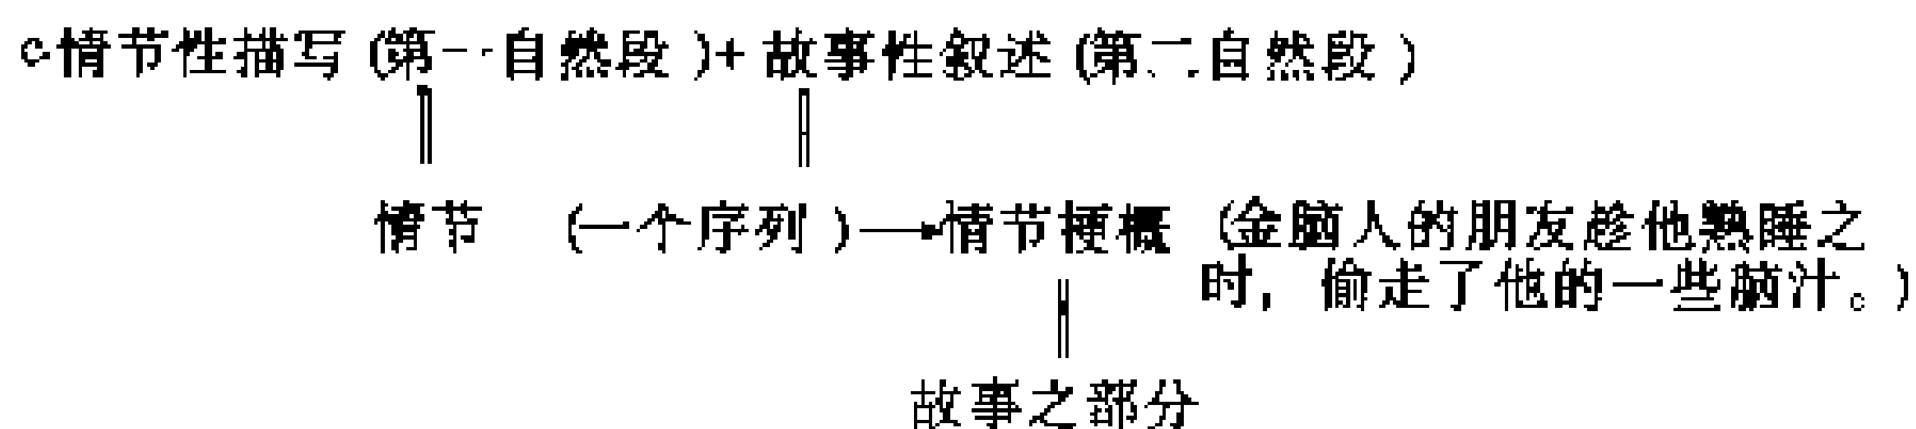 c情节性描写(第一自然段)+故事性叙述(第二自然段)
情节 (一个序列)→情节梗概 (金脑人的朋友趁他熟睡之
时，偷走了他的一些脑汁。)
故事之部分